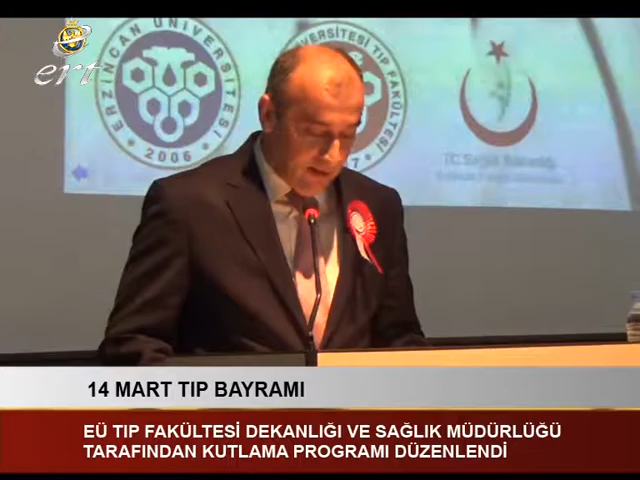 ert
ERZİNCAN ÜNİVERSİTESİ
2006
ÜNİVERSİTESİ TIP FAKÜLTESİ
T.C. Sağlık Bakanlığı
14 MART TIP BAYRAMI
EÜ TIP FAKÜLTESİ DEKANLIĞI VE SAĞLIK MÜDÜRLÜĞÜ
TARAFINDAN KUTLAMA PROGRAMI DÜZENLENDİ